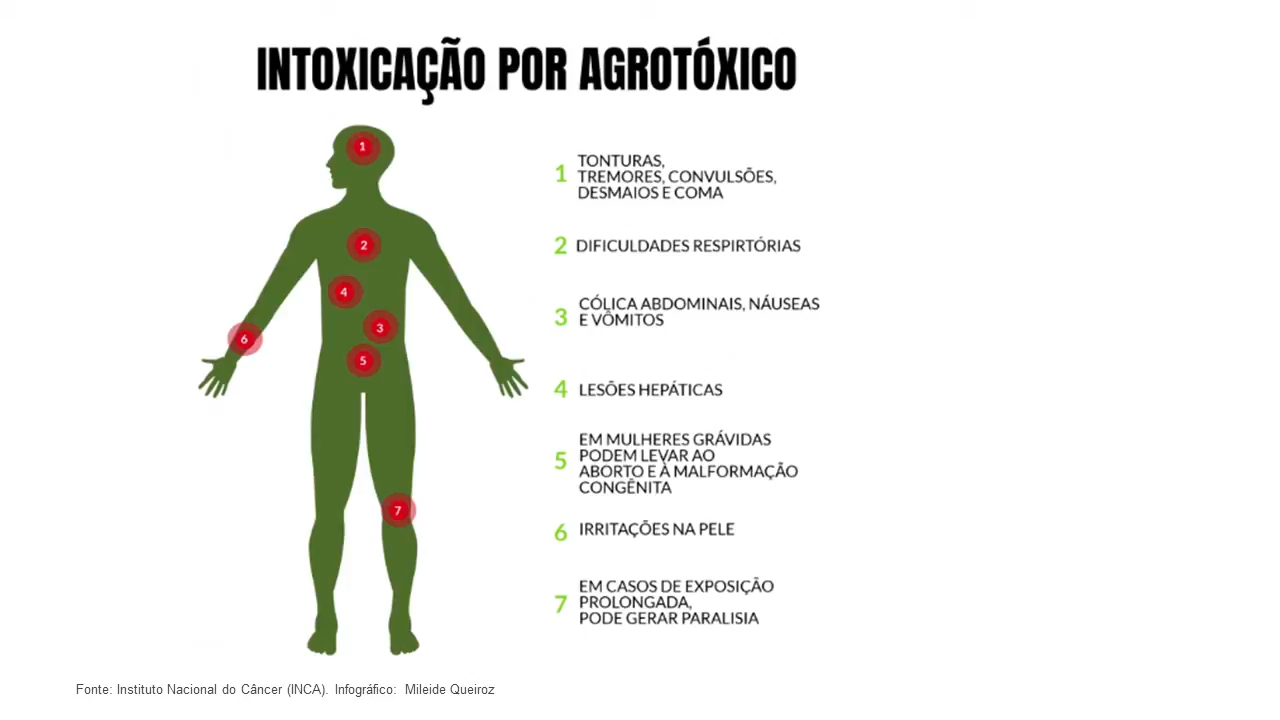 INTOXICAÇÃO POR AGROTÓXICO
1
2
4
3
6
5
7
1 TONTURAS,
TREMORES, CONVULSÕES,
DESMAIOS E COMA
2 DIFICULDADES RESPIRTÓRIAS
3 CÓLICA ABDOMINAIS, NÁUSEAS
E VÔMITOS
4 LESÕES HEPÁTICAS
5 EM MULHERES GRÁVIDAS
PODEM LEVAR AO
ABORTO E À MALFORMAÇÃO
CONGÊNITA
6 IRRITAÇÕES NA PELE
7 EM CASOS DE EXPOSIÇÃO
PROLONGADA,
PODE GERAR PARALISIA
Fonte: Instituto Nacional do Câncer (INCA). Infográfico: Mileide Queiroz